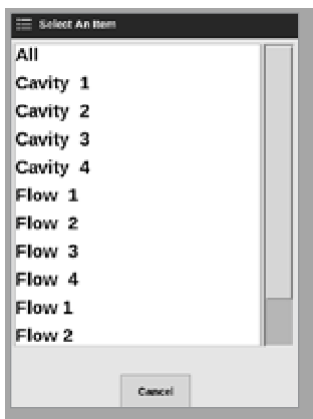 Select An Item
All
Cavity 1
Cavity 2
Cavity 3
Cavity 4
Flow 1
Flow 2
Flow 3
Flow 4
Flow 1
Flow 2
Cancel